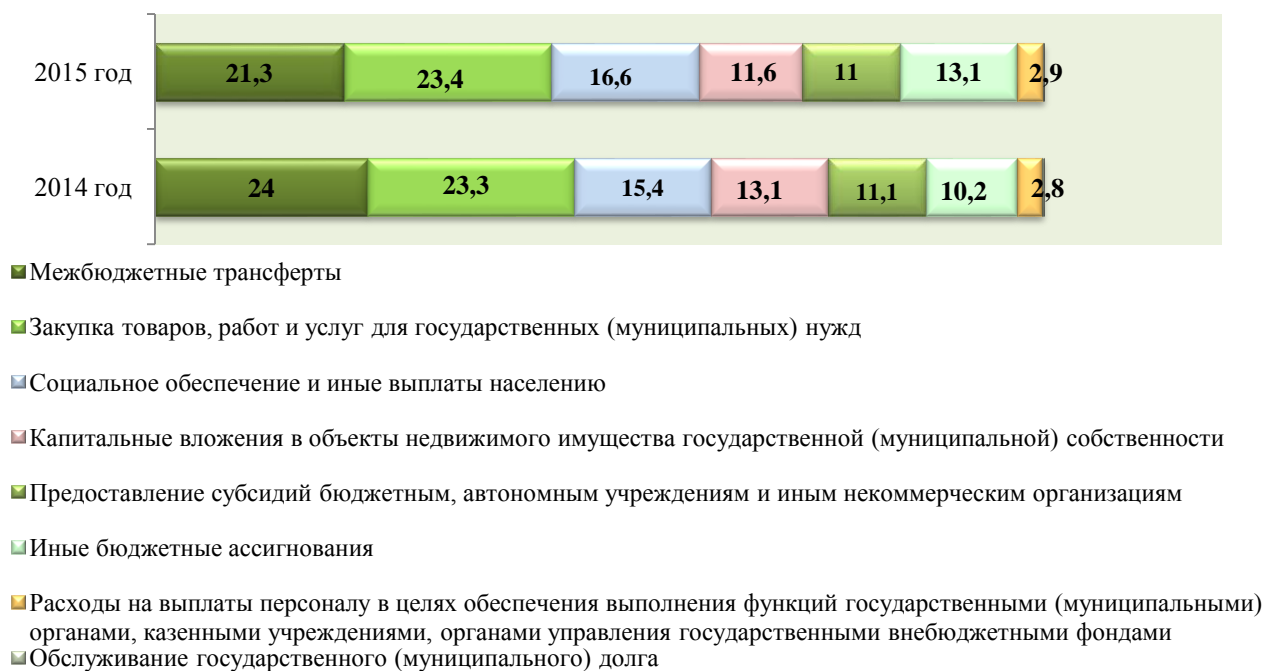 2015 год 21,3 23,4 16,6 11,6 11 13,1 2,9
2014 год 24 23,3 15,4 13,1 11,1 10,2 2,8
Межбюджетные трансферты
Закупка товаров, работ и услуг для государственных (муниципальных) нужд
Социальное обеспечение и иные выплаты населению
Капитальные вложения в объекты недвижимого имущества государственной (муниципальной) собственности
Предоставление субсидий бюджетным, автономным учреждениям и иным некоммерческим организациям
Иные бюджетные ассигнования
Расходы на выплаты персоналу в целях обеспечения выполнения функций государственными (муниципальными)
органами, казенными учреждениями, органами управления государственными внебюджетными фондами
Обслуживание государственного (муниципального) долга